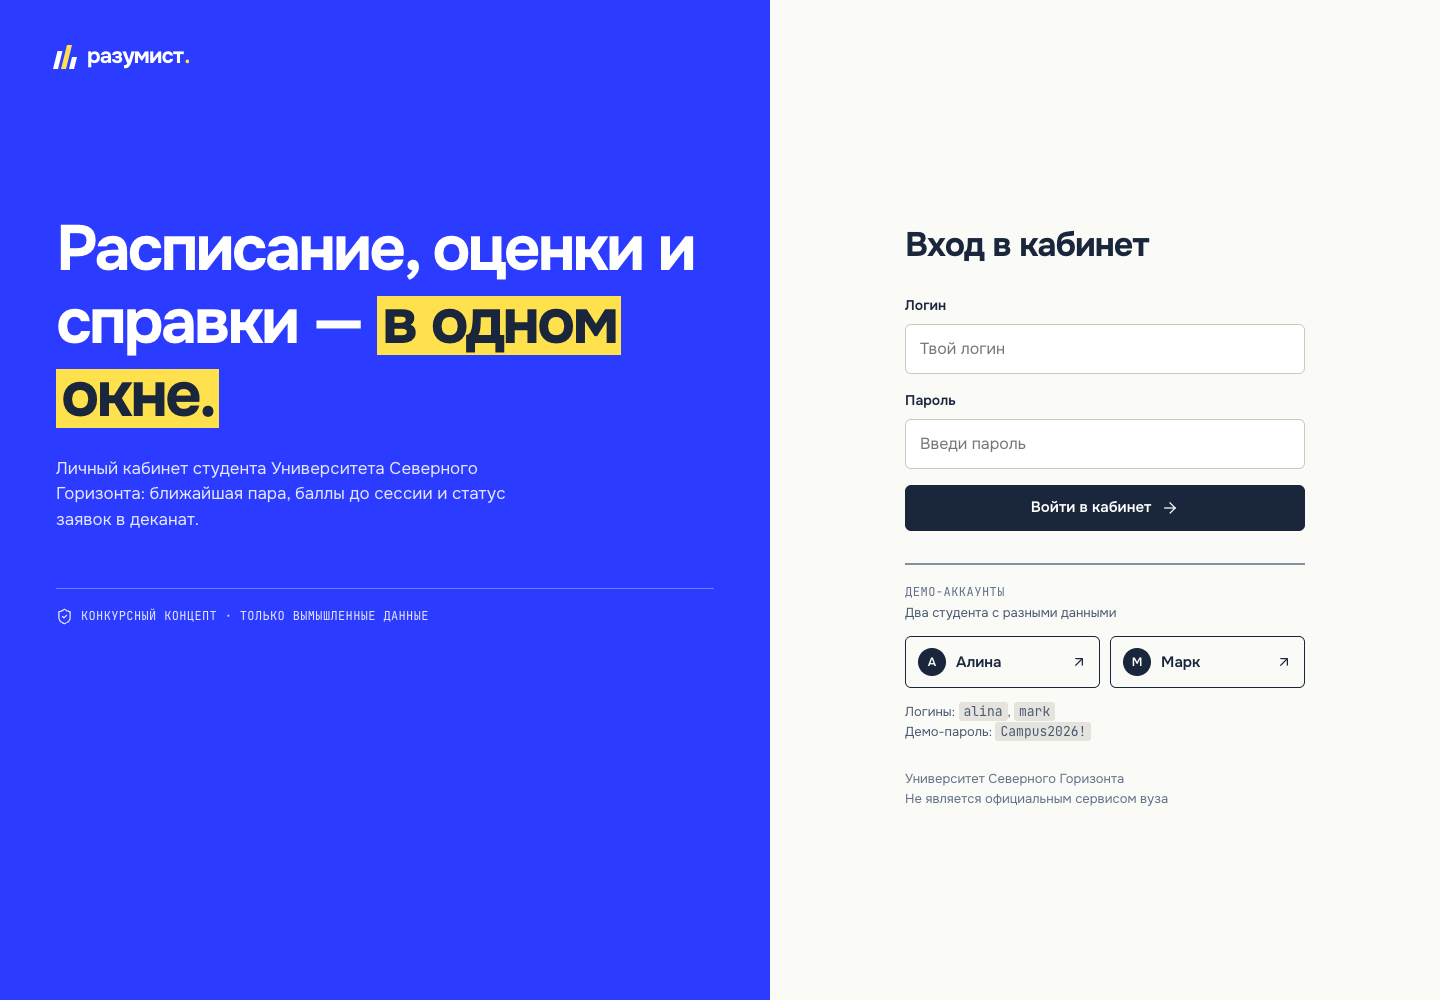 разумист.
Расписание, оценки и
справки — в одном
окне.
Личный кабинет студента Университета Северного
Горизонта: ближайшая пара, баллы до сессии и статус
заявок в деканат.
КОНКУРСНЫЙ КОНЦЕПТ · ТОЛЬКО ВЫМЫШЛЕННЫЕ ДАННЫЕ
Вход в кабинет
Логин
Твой логин
Пароль
Введи пароль
Войти в кабинет →
ДЕМО-АККАУНТЫ
Два студента с разными данными
А Алина
М Марк
Логины: alina, mark
Демо-пароль: Campus2026!
Университет Северного Горизонта
Не является официальным сервисом вуза